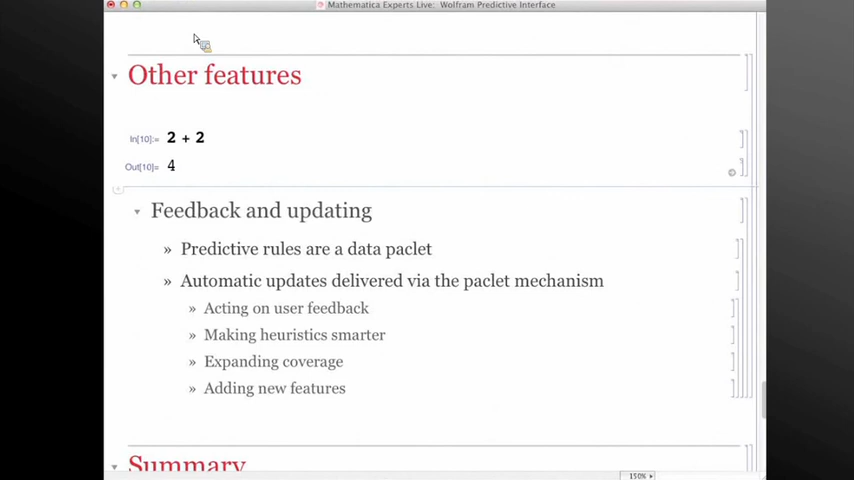 Mathematica Experts Live: Wolfram Predictive Interface
Other features
In[10]:= 2 + 2
Out[10]= 4
Feedback and updating
» Predictive rules are a data paclet
» Automatic updates delivered via the paclet mechanism
» Acting on user feedback
» Making heuristics smarter
» Expanding coverage
» Adding new features
Summary
150%